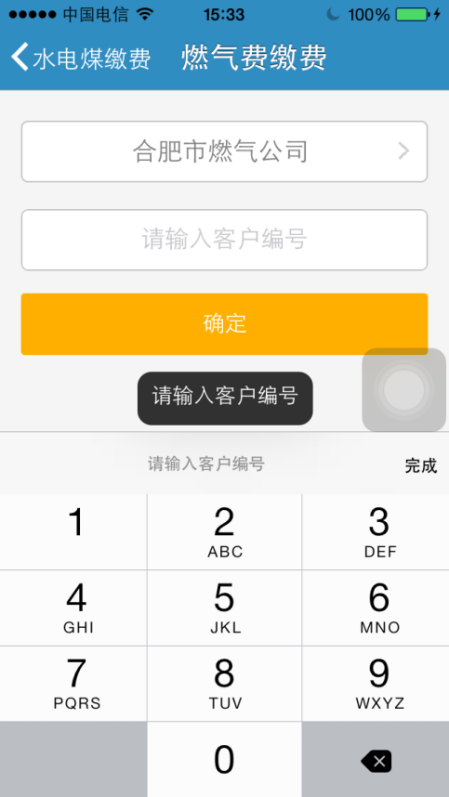 中国电信 15:33 100%
水电煤缴费 燃气费缴费
合肥市燃气公司
请输入客户编号
确定
请输入客户编号
请输入客户编号 完成
1 2 3
ABC DEF
4 5 6
GHI JKL MNO
7 8 9
PQRS TUV WXYZ
0